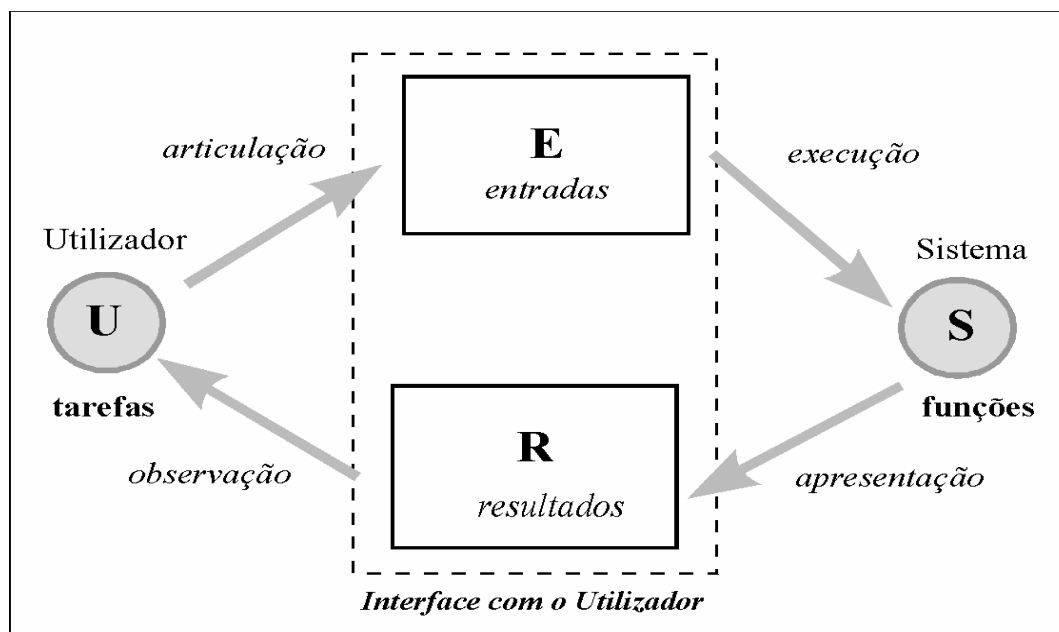 articulação
E
entradas
execução
Utilizador
U
tarefas
Sistema
S
funções
observação
R
resultados
apresentação
Interface com o Utilizador